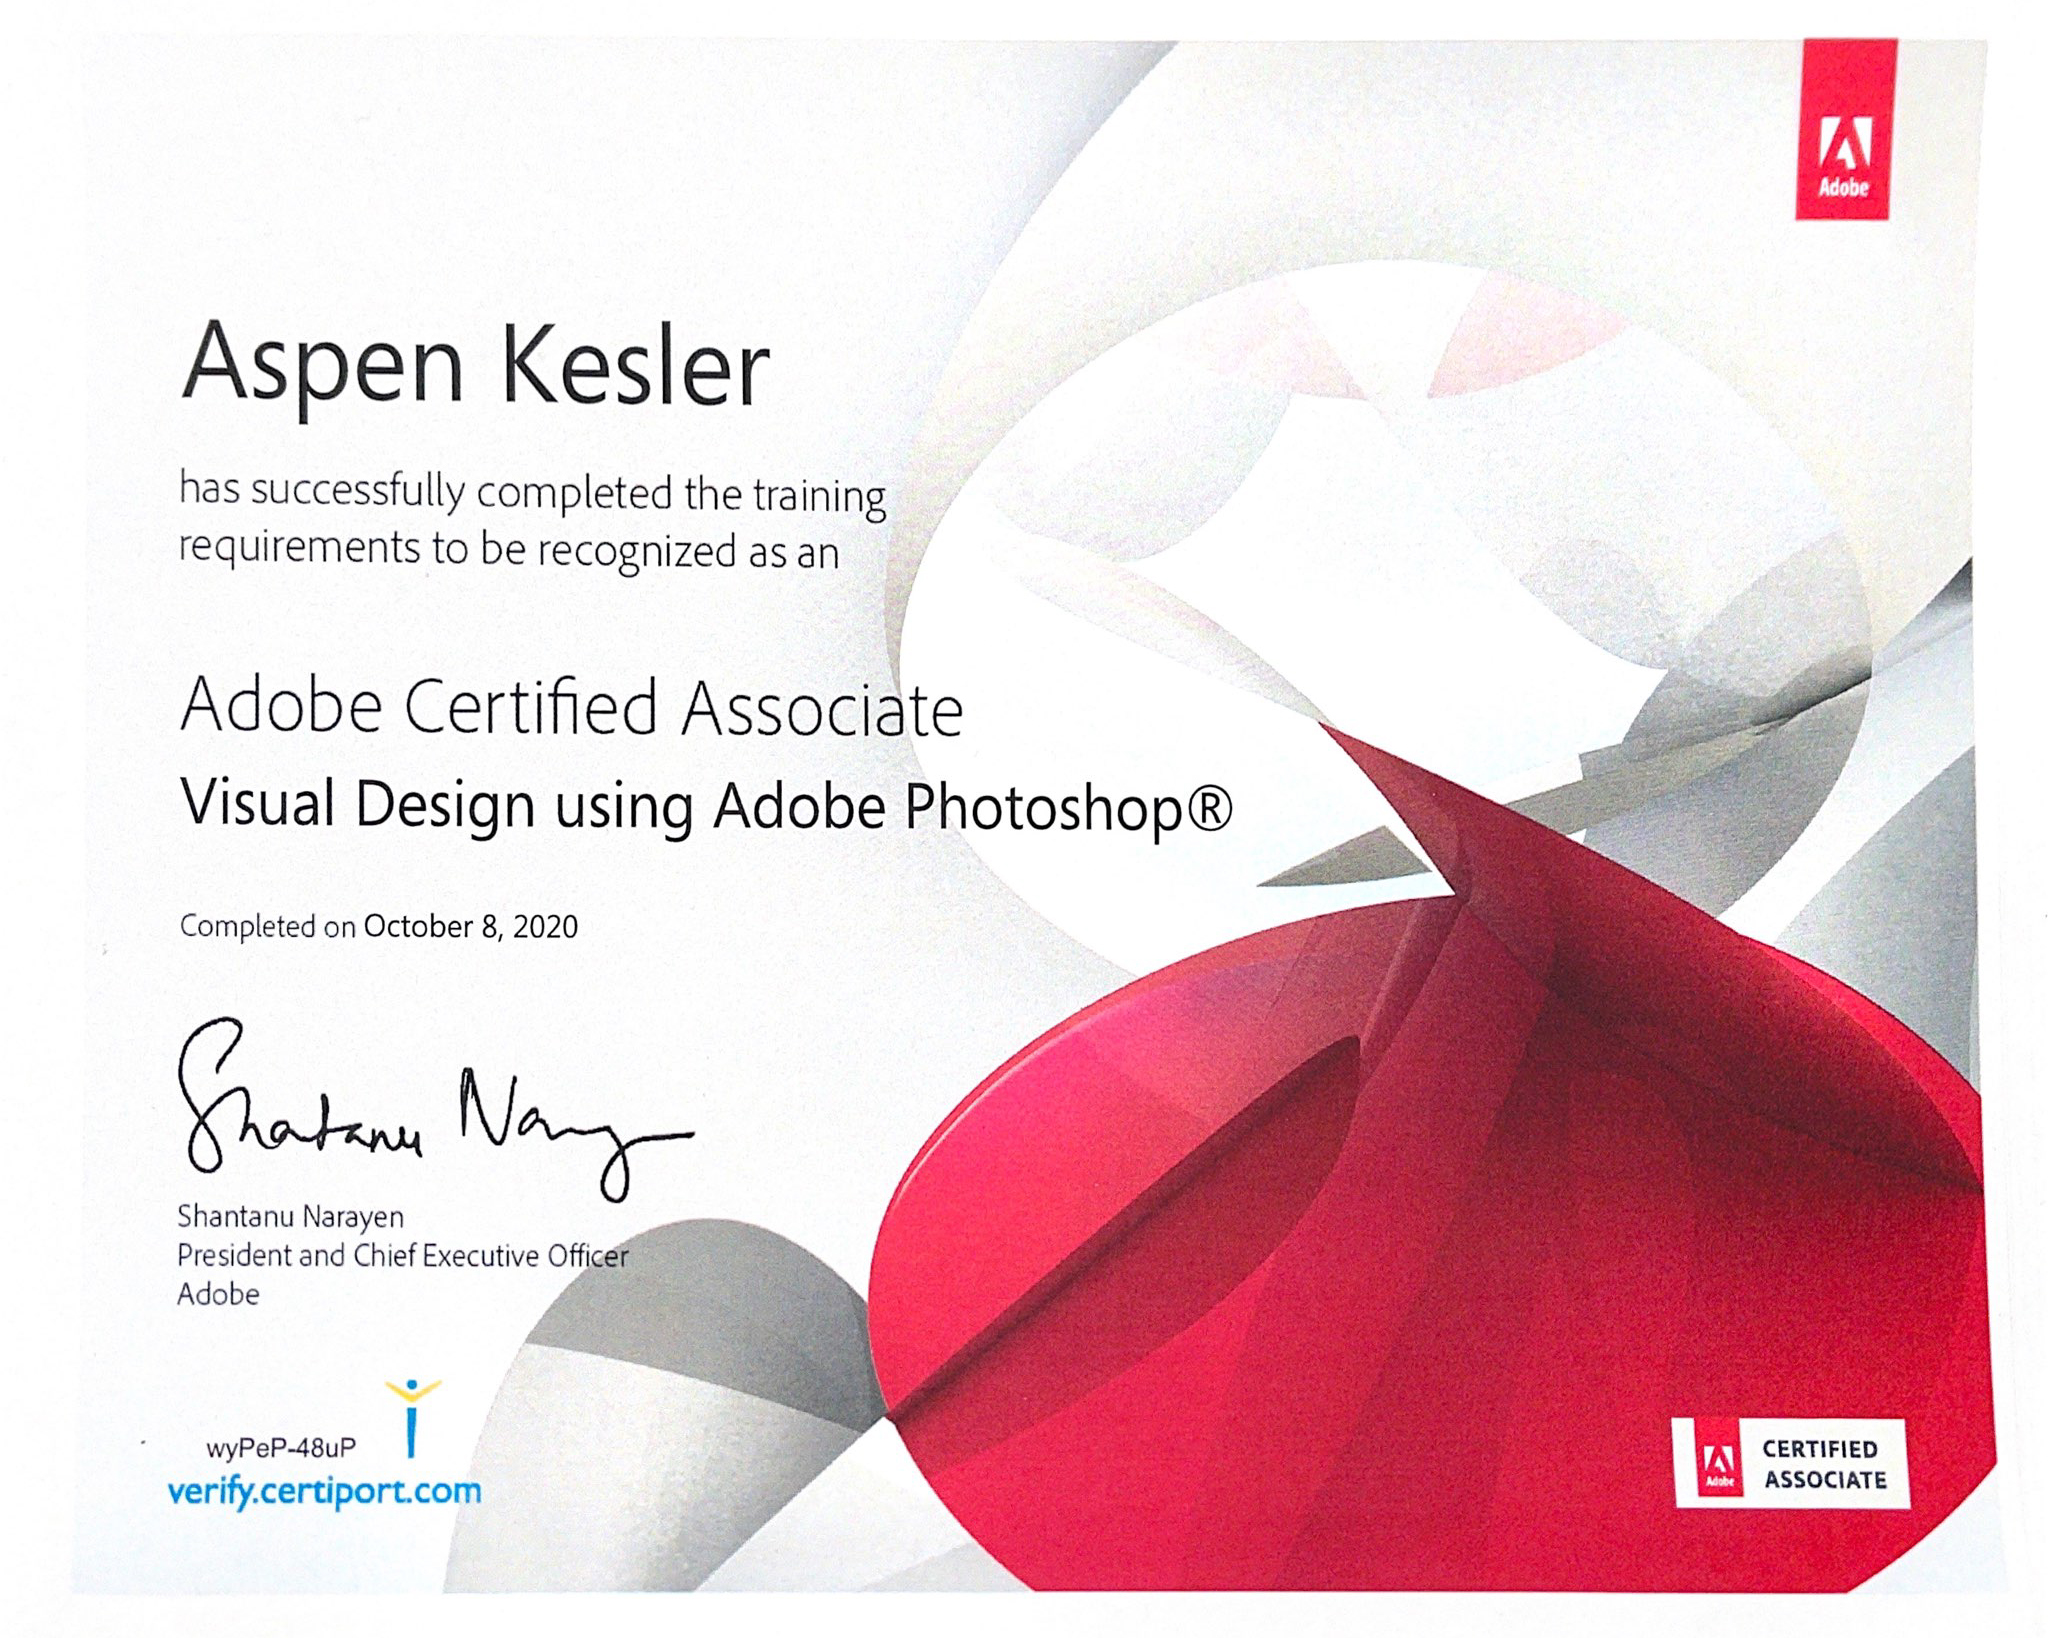 Adobe
Aspen Kesler
has successfully completed the training
requirements to be recognized as an
Adobe Certified Associate
Visual Design using Adobe Photoshop®
Completed on October 8, 2020
Shantanu Narayen
Shantanu Narayen
President and Chief Executive Officer
Adobe
wyPeP-48uP
verify.certiport.com
Adobe
CERTIFIED
ASSOCIATE